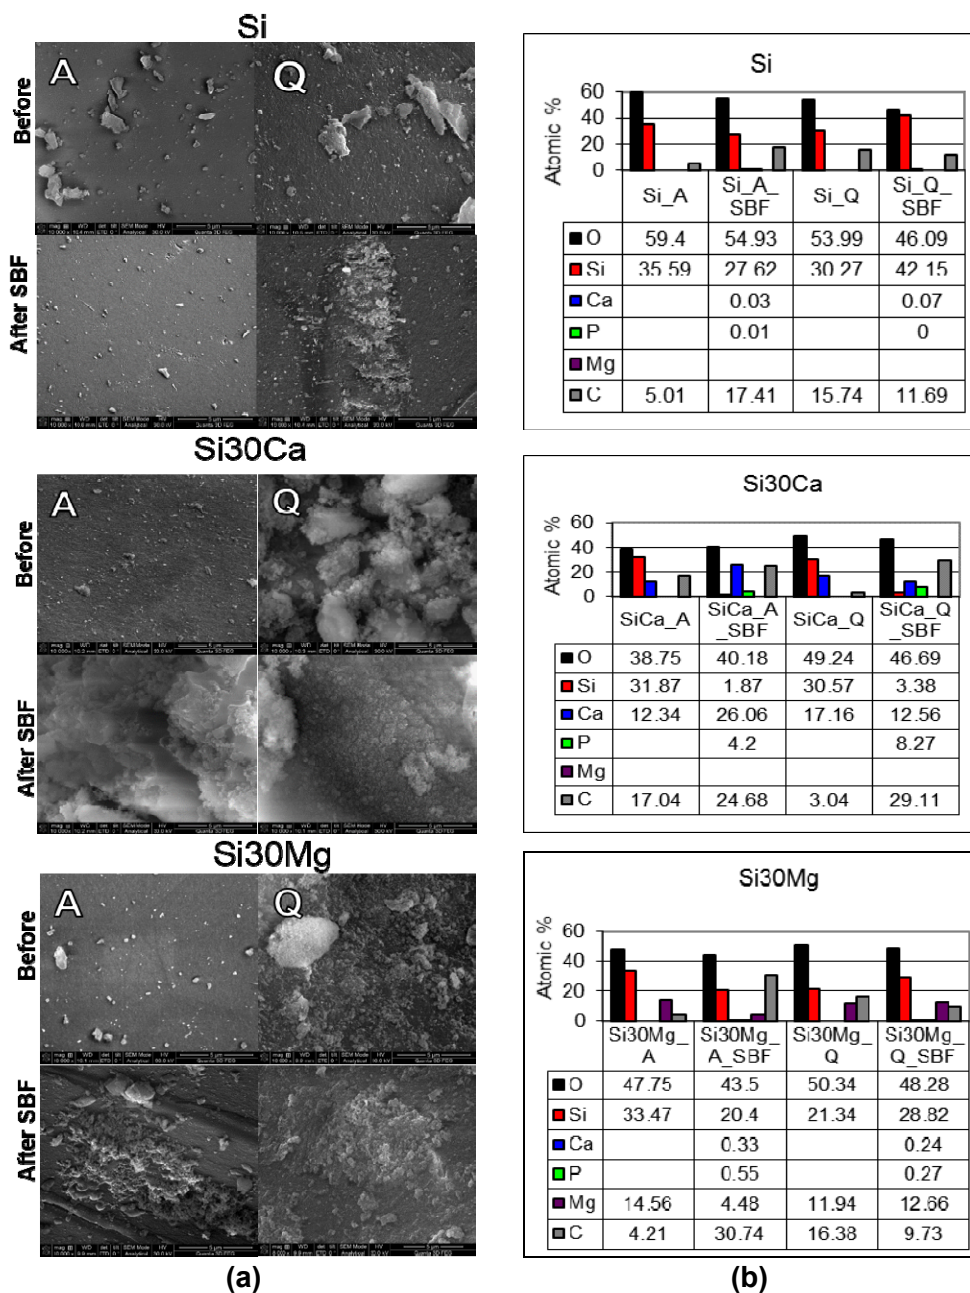 Si
A
Q
Before
After SBF
Si30Ca
A
Q
Before
After SBF
Si30Mg
A
Q
Before
After SBF
(a)
Si
Atomic %
60
40
20
0
Si_A Si_A_SBF Si_Q Si_Q_SBF
O 59.4 54.93 53.99 46.09
Si 35.59 27.62 30.27 42.15
Ca 0.03 0.07
P 0.01 0
Mg
C 5.01 17.41 15.74 11.69
Si30Ca
Atomic %
60
40
20
0
SiCa_A SiCa_A_SBF SiCa_Q SiCa_Q_SBF
O 38.75 40.18 49.24 46.69
Si 31.87 1.87 30.57 3.38
Ca 12.34 26.06 17.16 12.56
P 4.2 8.27
Mg
C 17.04 24.68 3.04 29.11
Si30Mg
Atomic %
60
40
20
0
Si30Mg_A Si30Mg_A_SBF Si30Mg_Q Si30Mg_Q_SBF
O 47.75 43.5 50.34 48.28
Si 33.47 20.4 21.34 28.82
Ca 0.33 0.24
P 0.55 0.27
Mg 14.56 4.48 11.94 12.66
C 4.21 30.74 16.38 9.73
(b)